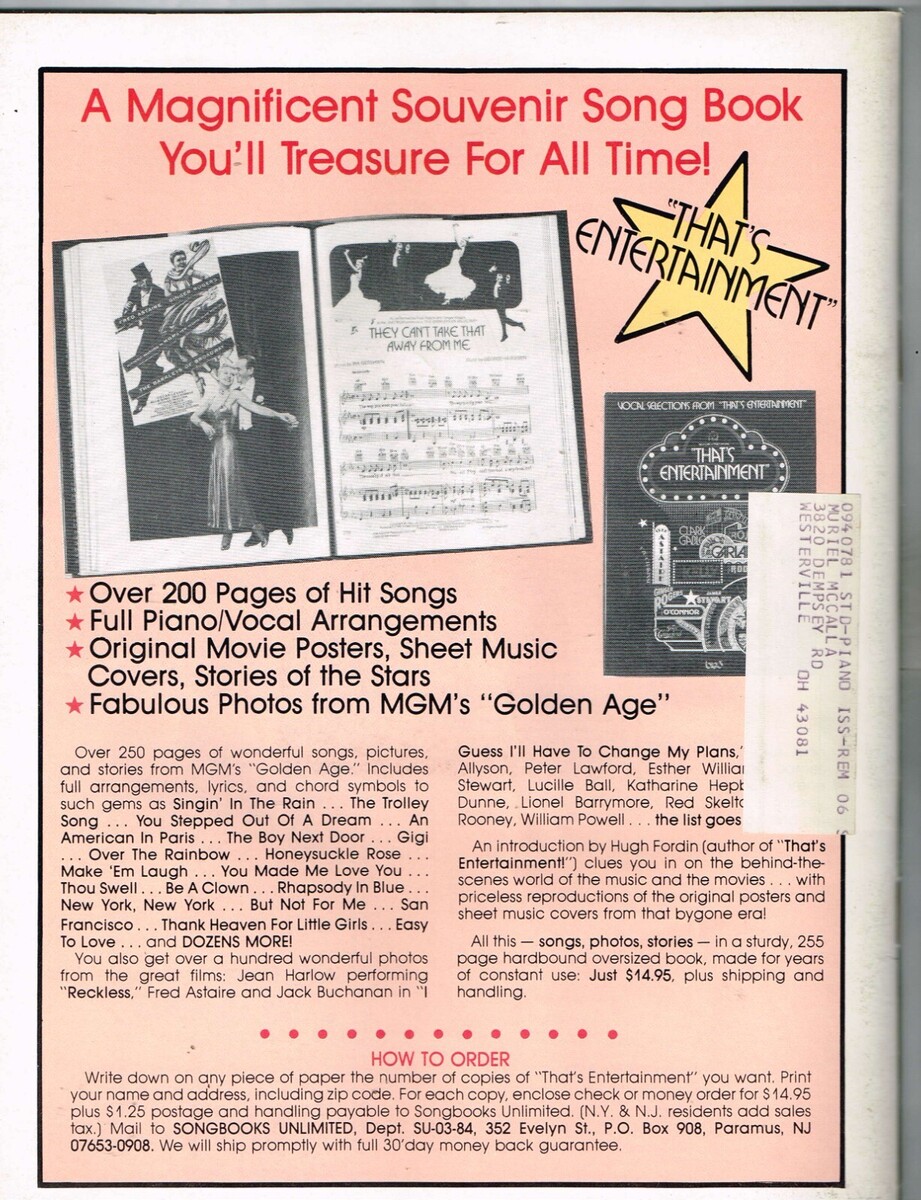 A Magnificent Souvenir Song Book
You'll Treasure For All Time!
"THAT'S
ENTERTAINMENT"
THEY CAN'T TAKE THAT
AWAY FROM ME
VOCAL SELECTIONS FROM "THAT'S ENTERTAINMENT"
"THAT'S
ENTERTAINMENT"
ASTAIRE
CLARK
GABLE
GARLA
GINGER
ROGERS
JAMES
STEWART
O'CONNOR
0940781 STD-PIANO ISS-REM 06
MURIEL MCCALLA
3820 DEMPSEY RD
WESTERVILLE OH 43081
★ Over 200 Pages of Hit Songs
★ Full Piano/Vocal Arrangements
★ Original Movie Posters, Sheet Music
Covers, Stories of the Stars
★ Fabulous Photos from MGM's "Golden Age"
Over 250 pages of wonderful songs, pictures,
and stories from MGM's "Golden Age." Includes
full arrangements, lyrics, and chord symbols to
such gems as Singin' In The Rain . . . The Trolley
Song . . . You Stepped Out Of A Dream . . . An
American In Paris . . . The Boy Next Door . . . Gigi
. . . Over The Rainbow . . . Honeysuckle Rose . . .
Make 'Em Laugh . . . You Made Me Love You . . .
Thou Swell . . . Be A Clown . . . Rhapsody In Blue . . .
New York, New York . . . But Not For Me . . . San
Francisco . . . Thank Heaven For Little Girls . . . Easy
To Love . . . and DOZENS MORE!
You also get over a hundred wonderful photos
from the great films: Jean Harlow performing
"Reckless," Fred Astaire and Jack Buchanan in "I
Guess I'll Have To Change My Plans,"
Allyson, Peter Lawford, Esther Willia
Stewart, Lucille Ball, Katharine Hepb
Dunne, Lionel Barrymore, Red Skelto
Rooney, William Powell . . . the list goes
An introduction by Hugh Fordin (author of "That's
Entertainment!") clues you in on the behind-the-
scenes world of the music and the movies . . . with
priceless reproductions of the original posters and
sheet music covers from that bygone era!
All this — songs, photos, stories — in a sturdy, 255
page hardbound oversized book, made for years
of constant use: Just $14.95, plus shipping and
handling.
HOW TO ORDER
Write down on any piece of paper the number of copies of "That's Entertainment" you want. Print
your name and address, including zip code. For each copy, enclose check or money order for $14.95
plus $1.25 postage and handling payable to Songbooks Unlimited. (N.Y. & N.J. residents add sales
tax.) Mail to SONGBOOKS UNLIMITED, Dept. SU-03-84, 352 Evelyn St., P.O. Box 908, Paramus, NJ
07653-0908. We will ship promptly with full 30'day money back guarantee.